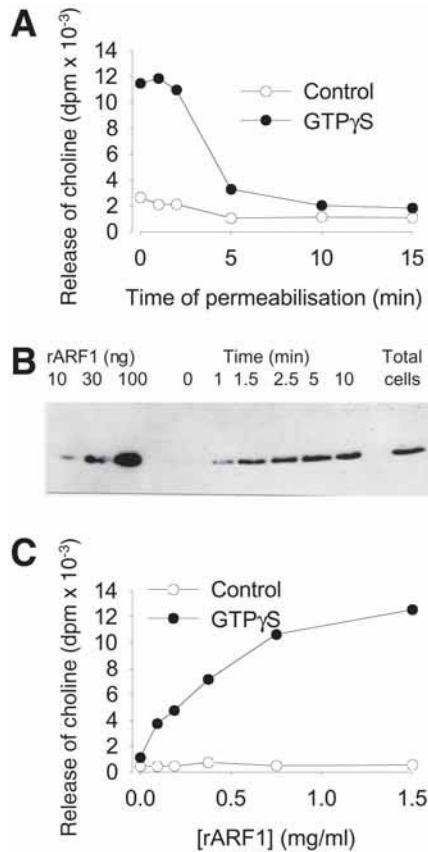 A
Release of choline (dpm x 10-3)
14
12
10
8
6
4
2
0
Control
GTPγS
0
5
10
15
Time of permeabilisation (min)
B
rARF1 (ng)
Time (min)
Total
10 30 100
0 1 1.5 2.5 5 10
cells
C
Release of choline (dpm x 10-3)
14
12
10
8
6
4
2
0
Control
GTPγS
0.0
0.5
1.0
1.5
[rARF1] (mg/ml)